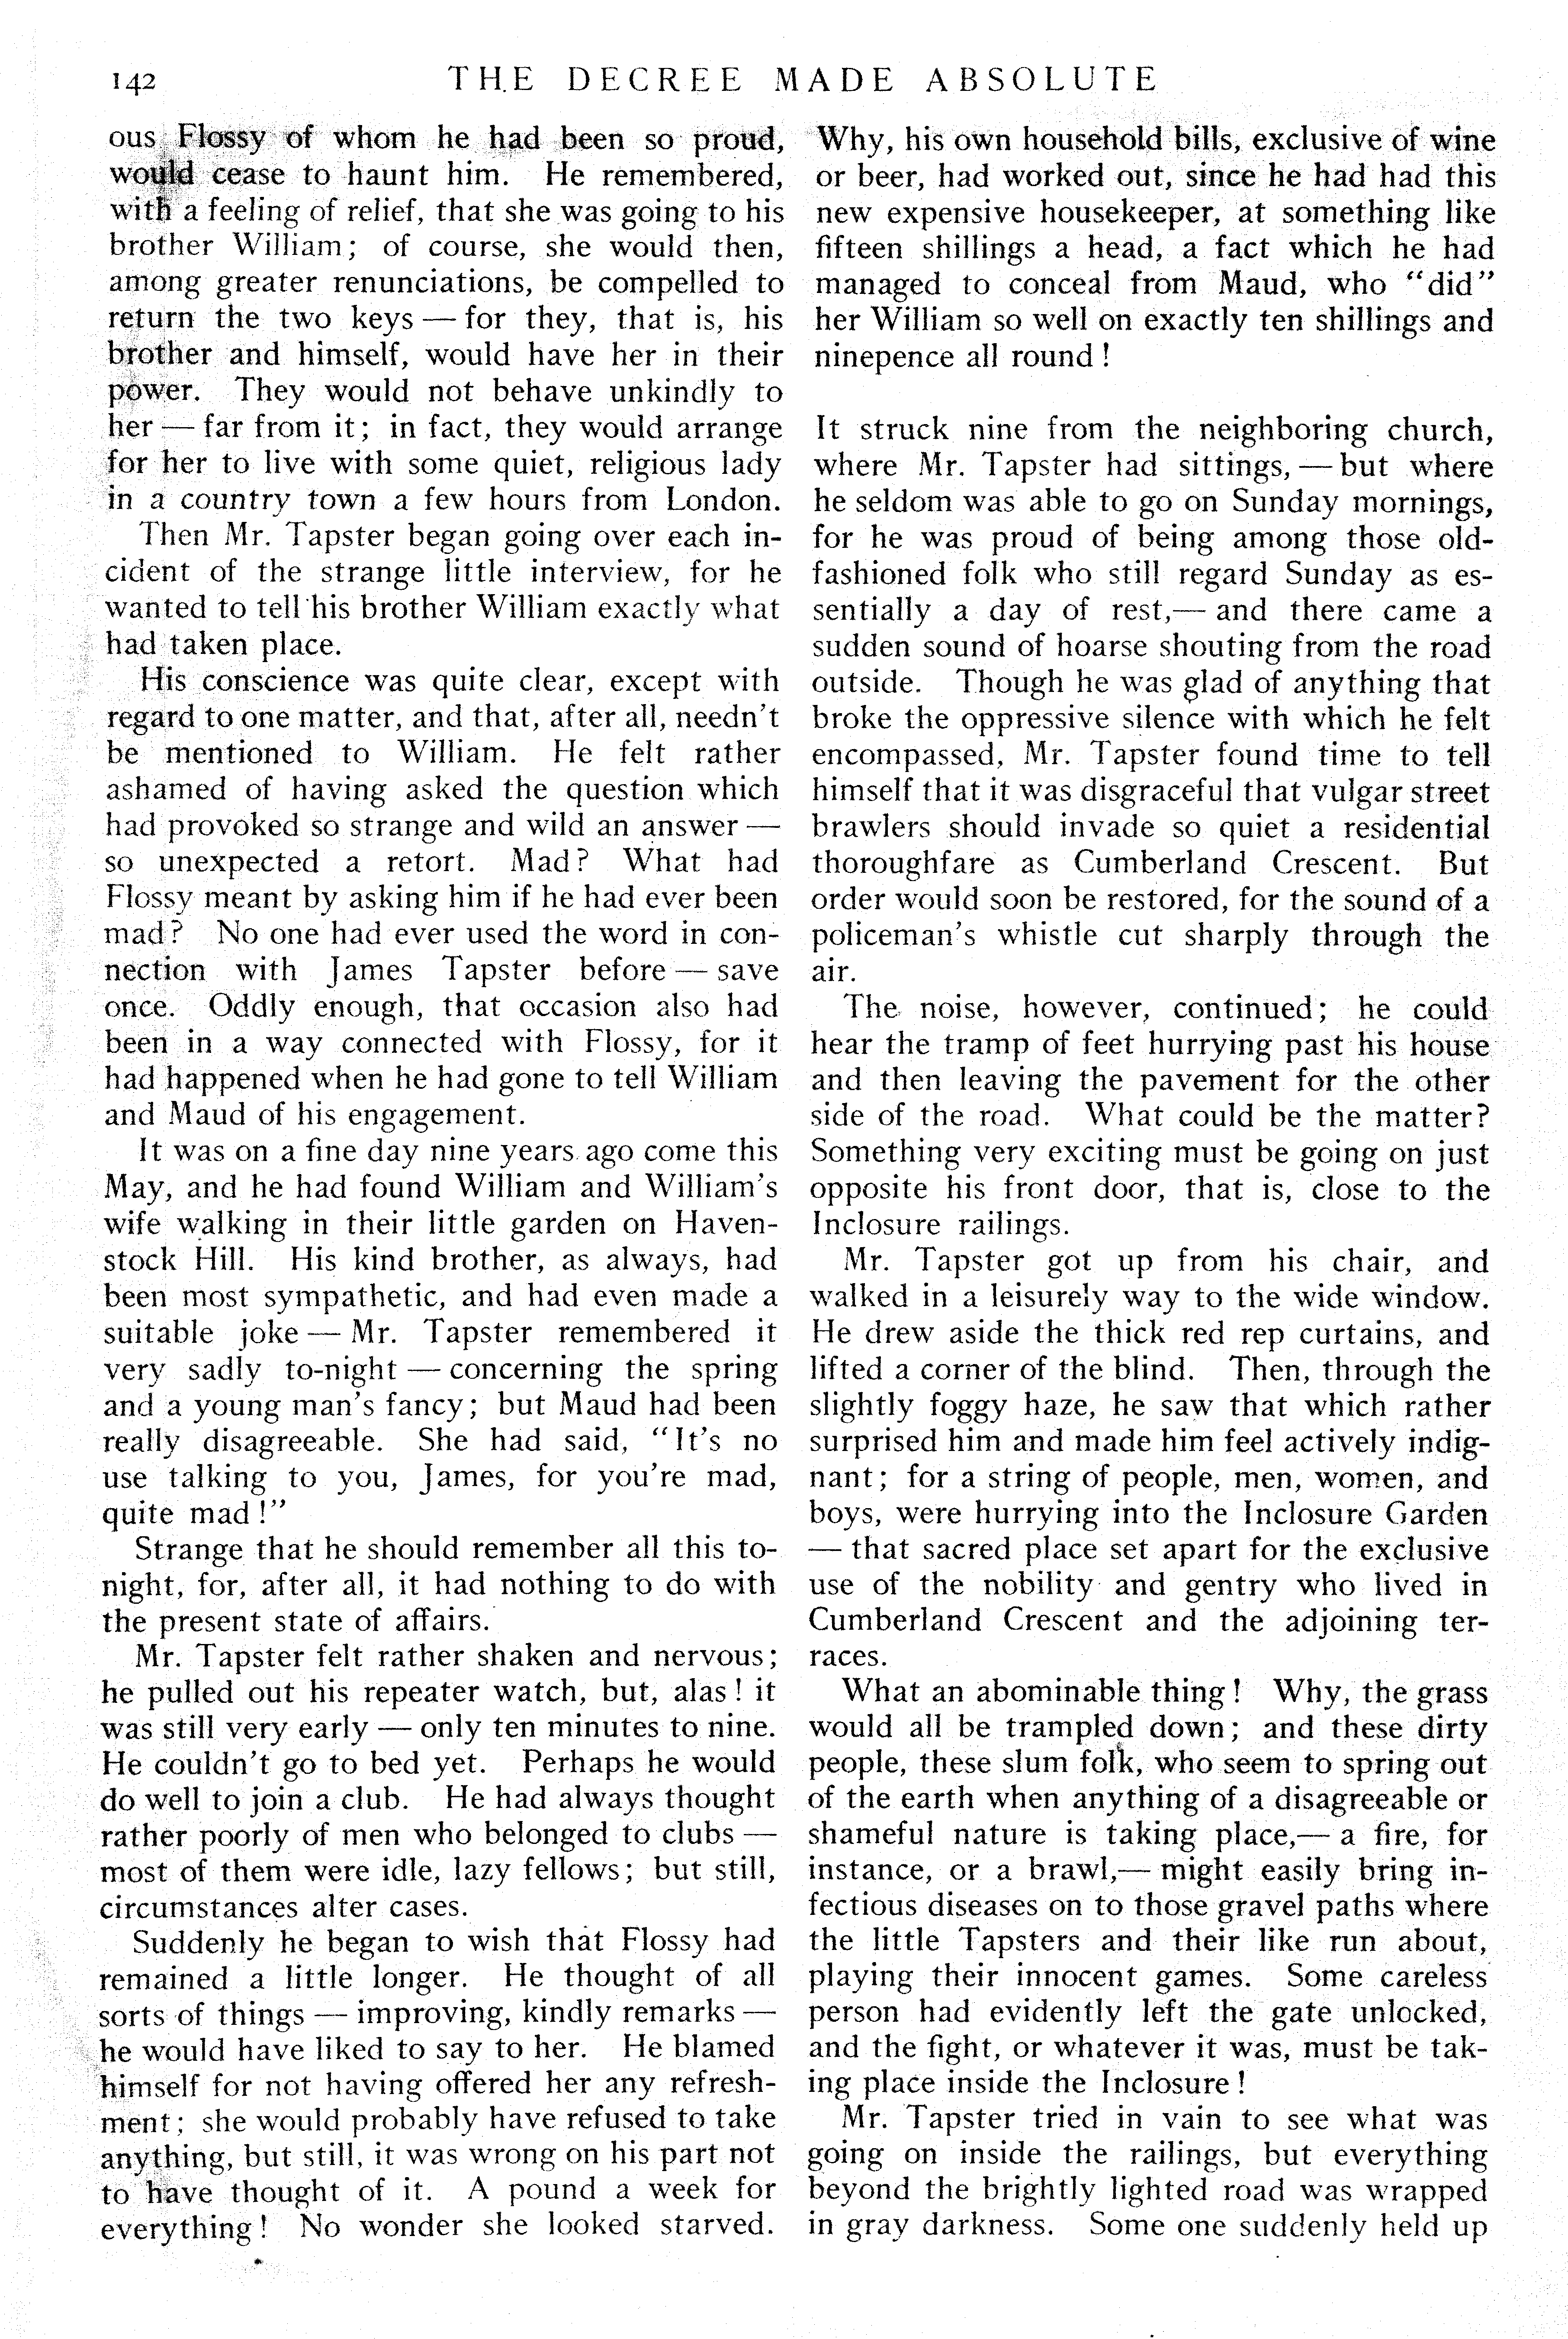 142
THE DECREE MADE ABSOLUTE
ous Flossy of whom he had been so proud,
would cease to haunt him. He remembered,
with a feeling of relief, that she was going to his
brother William; of course, she would then,
among greater renunciations, be compelled to
return the two keys — for they, that is, his
brother and himself, would have her in their
power. They would not behave unkindly to
her — far from it; in fact, they would arrange
for her to live with some quiet, religious lady
in a country town a few hours from London.
Then Mr. Tapster began going over each in-
cident of the strange little interview, for he
wanted to tell his brother William exactly what
had taken place.
His conscience was quite clear, except with
regard to one matter, and that, after all, needn't
be mentioned to William. He felt rather
ashamed of having asked the question which
had provoked so strange and wild an answer —
so unexpected a retort. Mad? What had
Flossy meant by asking him if he had ever been
mad? No one had ever used the word in con-
nection with James Tapster before — save
once. Oddly enough, that occasion also had
been in a way connected with Flossy, for it
had happened when he had gone to tell William
and Maud of his engagement.
It was on a fine day nine years ago come this
May, and he had found William and William's
wife walking in their little garden on Haven-
stock Hill. His kind brother, as always, had
been most sympathetic, and had even made a
suitable joke — Mr. Tapster remembered it
very sadly to-night — concerning the spring
and a young man's fancy; but Maud had been
really disagreeable. She had said, "It's no
use talking to you, James, for you're mad,
quite mad!"
Strange that he should remember all this to-
night, for, after all, it had nothing to do with
the present state of affairs.
Mr. Tapster felt rather shaken and nervous;
he pulled out his repeater watch, but, alas! it
was still very early — only ten minutes to nine.
He couldn't go to bed yet. Perhaps he would
do well to join a club. He had always thought
rather poorly of men who belonged to clubs —
most of them were idle, lazy fellows; but still,
circumstances alter cases.
Suddenly he began to wish that Flossy had
remained a little longer. He thought of all
sorts of things — improving, kindly remarks —
he would have liked to say to her. He blamed
himself for not having offered her any refresh-
ment; she would probably have refused to take
anything, but still, it was wrong on his part not
to have thought of it. A pound a week for
everything! No wonder she looked starved.
Why, his own household bills, exclusive of wine
or beer, had worked out, since he had had this
new expensive housekeeper, at something like
fifteen shillings a head, a fact which he had
managed to conceal from Maud, who "did"
her William so well on exactly ten shillings and
ninepence all round!
It struck nine from the neighboring church,
where Mr. Tapster had sittings, — but where
he seldom was able to go on Sunday mornings,
for he was proud of being among those old-
fashioned folk who still regard Sunday as es-
sentially a day of rest,— and there came a
sudden sound of hoarse shouting from the road
outside. Though he was glad of anything that
broke the oppressive silence with which he felt
encompassed, Mr. Tapster found time to tell
himself that it was disgraceful that vulgar street
brawlers should invade so quiet a residential
thoroughfare as Cumberland Crescent. But
order would soon be restored, for the sound of a
policeman's whistle cut sharply through the
air.
The noise, however, continued; he could
hear the tramp of feet hurrying past his house
and then leaving the pavement for the other
side of the road. What could be the matter?
Something very exciting must be going on just
opposite his front door, that is, close to the
Inclosure railings.
Mr. Tapster got up from his chair, and
walked in a leisurely way to the wide window.
He drew aside the thick red rep curtains, and
lifted a corner of the blind. Then, through the
slightly foggy haze, he saw that which rather
surprised him and made him feel actively indig-
nant; for a string of people, men, women, and
boys, were hurrying into the Inclosure Garden
— that sacred place set apart for the exclusive
use of the nobility and gentry who lived in
Cumberland Crescent and the adjoining ter-
races.
What an abominable thing! Why, the grass
would all be trampled down; and these dirty
people, these slum folk, who seem to spring out
of the earth when anything of a disagreeable or
shameful nature is taking place,— a fire, for
instance, or a brawl,— might easily bring in-
fectious diseases on to those gravel paths where
the little Tapsters and their like run about,
playing their innocent games. Some careless
person had evidently left the gate unlocked,
and the fight, or whatever it was, must be tak-
ing place inside the Inclosure!
Mr. Tapster tried in vain to see what was
going on inside the railings, but everything
beyond the brightly lighted road was wrapped
in gray darkness. Some one suddenly held up